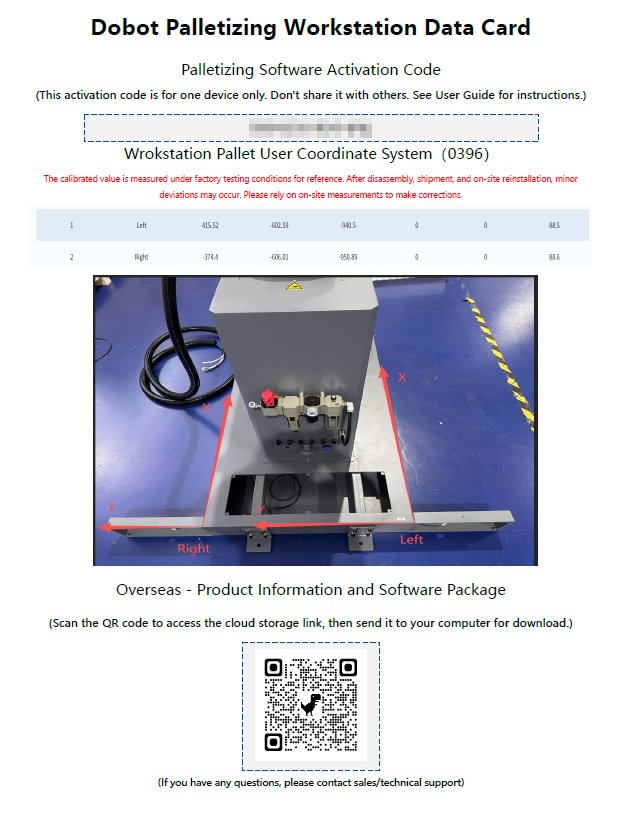 Dobot Palletizing Workstation Data Card
Palletizing Software Activation Code
(This activation code is for one device only. Don't share it with others. See User Guide for instructions.)
Wrokstation Pallet User Coordinate System（0396）
The calibrated value is measured under factory testing conditions for reference. After disassembly, shipment, and on-site reinstallation, minor
deviations may occur. Please rely on on-site measurements to make corrections.
1 Left 415.52 -602.59 -940.5 0 0 88.5
2 Right -374.4 -606.01 -950.89 0 0 88.6
X
X
Y
Y
Right
Left
Overseas - Product Information and Software Package
(Scan the QR code to access the cloud storage link, then send it to your computer for download.)
(If you have any questions, please contact sales/technical support)